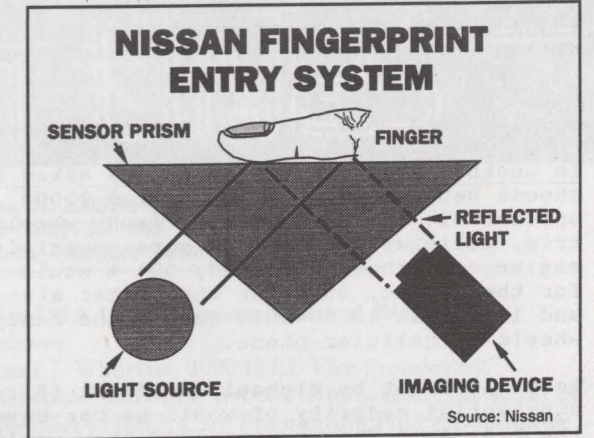 NISSAN FINGERPRINT
ENTRY SYSTEM
SENSOR PRISM
FINGER
REFLECTED
LIGHT
LIGHT SOURCE
IMAGING DEVICE
Source: Nissan